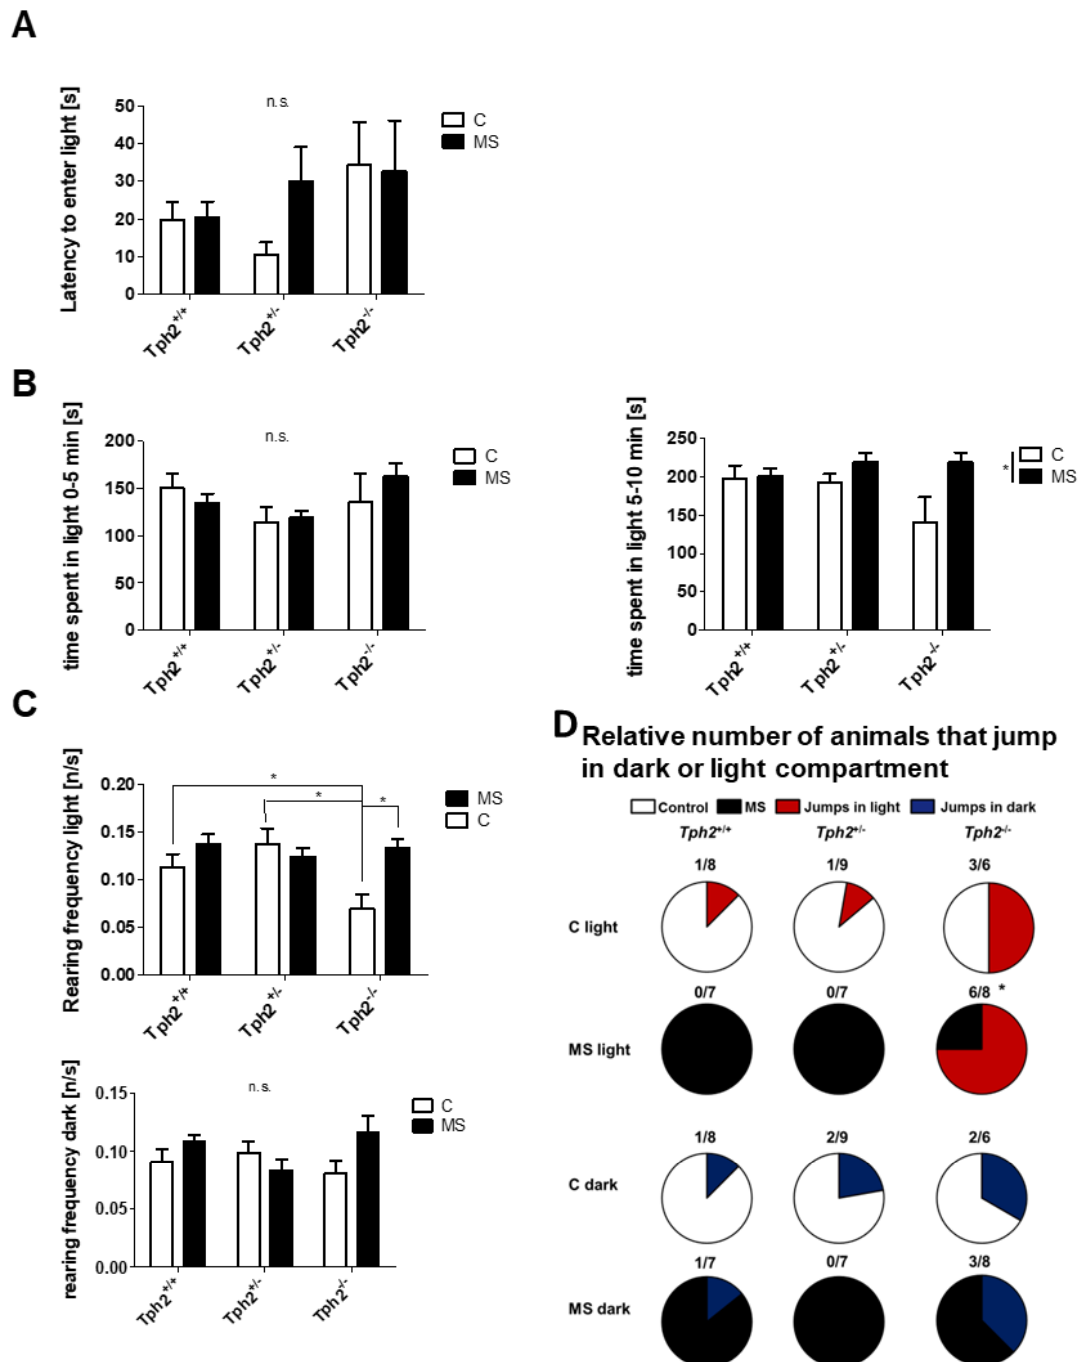 A
Latency to enter light [s]
50
40
30
20
10
0
n.s.
C
MS
Tph2+/+
Tph2+/-
Tph2-/-
B
time spent in light 0-5 min [s]
200
150
100
50
0
n.s.
C
MS
Tph2+/+
Tph2+/-
Tph2-/-
time spent in light 5-10 min [s]
250
200
150
100
50
0
* C
MS
Tph2+/+
Tph2+/-
Tph2-/-
C
Rearing frequency light [n/s]
0.20
0.15
0.10
0.05
0.00
*
*
*
MS
C
Tph2+/+
Tph2+/-
Tph2-/-
rearing frequency dark [n/s]
0.15
0.10
0.05
0.00
n.s.
C
MS
Tph2+/+
Tph2+/-
Tph2-/-
D Relative number of animals that jump
in dark or light compartment
Control MS Jumps in light Jumps in dark
Tph2+/+ Tph2+/- Tph2-/-
1/8 1/9 3/6
C light
0/7 0/7 6/8 *
MS light
1/8 2/9 2/6
C dark
1/7 0/7 3/8
MS dark